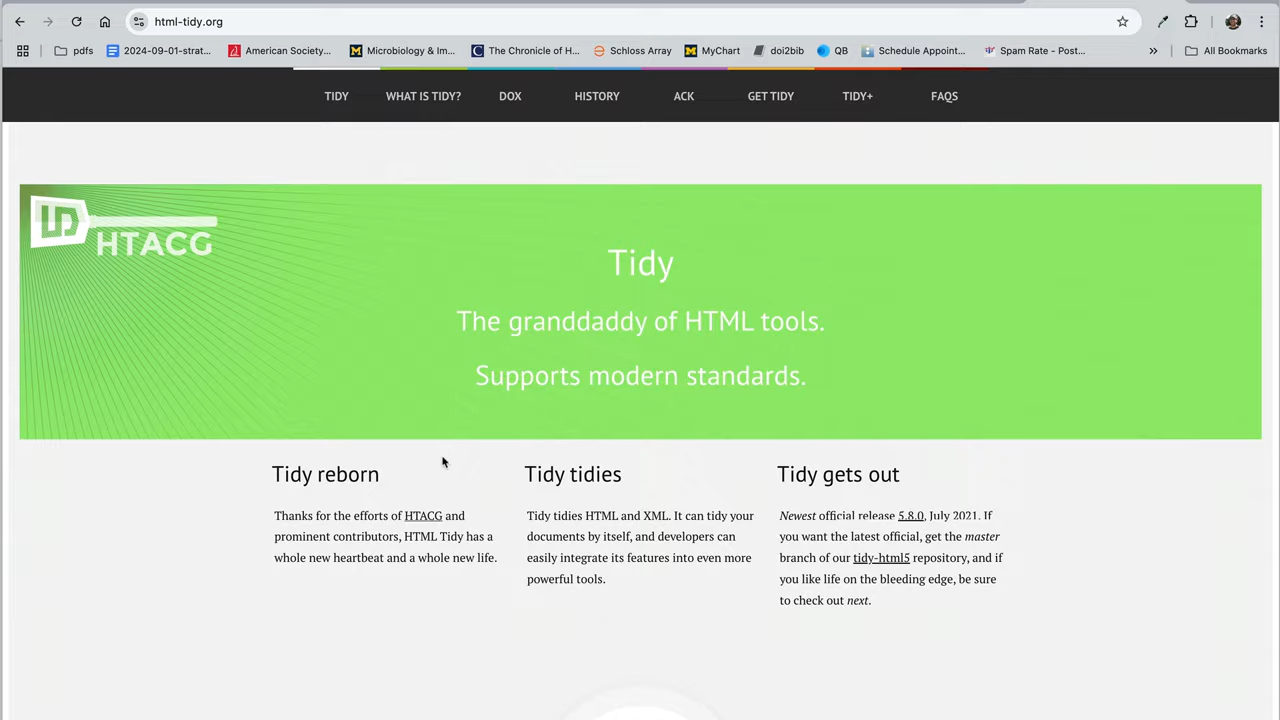 html-tidy.org
pdfs
2024-09-01-strat...
American Society...
Microbiology & Im...
The Chronicle of H...
Schloss Array
MyChart
doi2bib
QB
Schedule Appoint...
Spam Rate - Post...
»
All Bookmarks
TIDY
WHAT IS TIDY?
DOX
HISTORY
ACK
GET TIDY
TIDY+
FAQS
HTACG
Tidy
The granddaddy of HTML tools.
Supports modern standards.
Tidy reborn
Thanks for the efforts of HTACG and
prominent contributors, HTML Tidy has a
whole new heartbeat and a whole new life.
Tidy tidies
Tidy tidies HTML and XML. It can tidy your
documents by itself, and developers can
easily integrate its features into even more
powerful tools.
Tidy gets out
Newest official release 5.8.0, July 2021. If
you want the latest official, get the master
branch of our tidy-html5 repository, and if
you like life on the bleeding edge, be sure
to check out next.